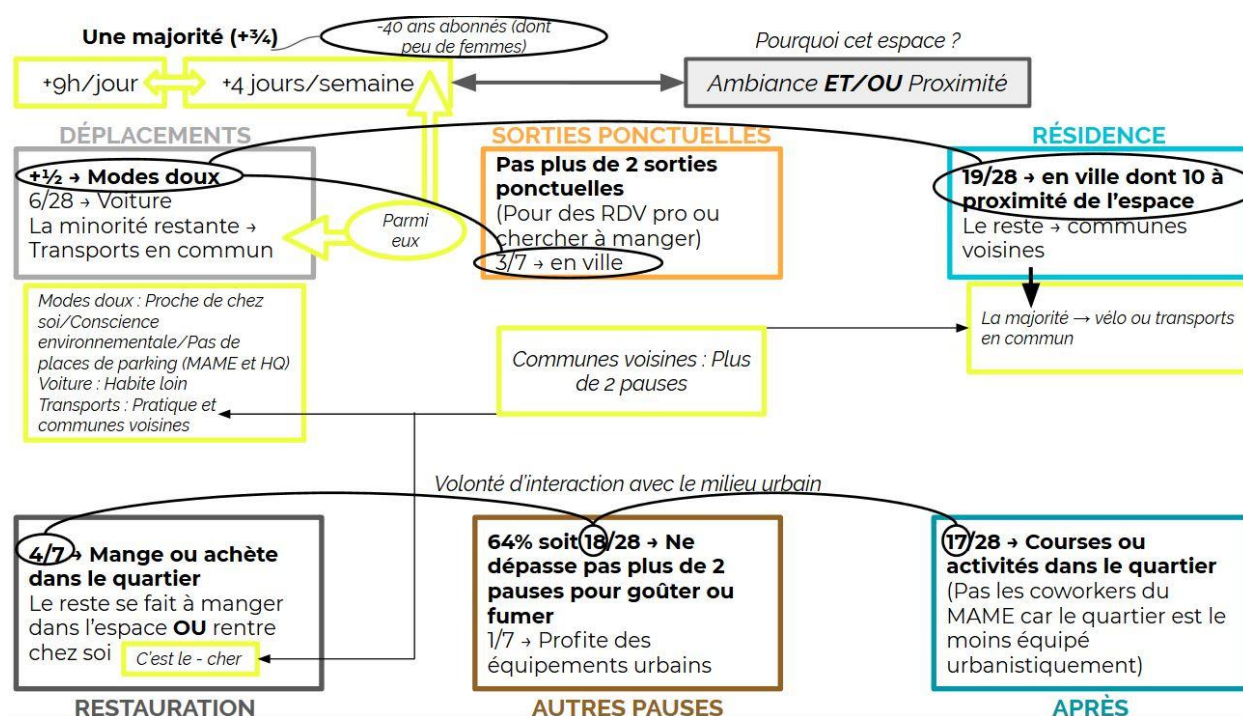 Une majorité (+¾)
-40 ans abonnés (dont
peu de femmes)
Pourquoi cet espace ?
+9h/jour
+4 jours/semaine
Ambiance ET/OU Proximité
DÉPLACEMENTS
+½ → Modes doux
6/28 → Voiture
La minorité restante →
Transports en commun
Parmi
eux
SORTIES PONCTUELLES
Pas plus de 2 sorties
ponctuelles
(Pour des RDV pro ou
chercher à manger)
3/7 → en ville
RÉSIDENCE
19/28 → en ville dont 10 à
proximité de l'espace
Le reste → communes
voisines
Modes doux : Proche de chez
soi/Conscience
environnementale/Pas de
places de parking (MAME et HQ)
Voiture : Habite loin
Transports : Pratique et
communes voisines
Communes voisines : Plus
de 2 pauses
La majorité → vélo ou transports
en commun
Volonté d'interaction avec le milieu urbain
4/7 → Mange ou achète
dans le quartier
Le reste se fait à manger
dans l'espace OU rentre
chez soi
C'est le - cher
RESTAURATION
64% soit 18/28 → Ne
dépasse pas plus de 2
pauses pour goûter ou
fumer
1/7 → Profite des
équipements urbains
AUTRES PAUSES
17/28 → Courses ou
activités dans le quartier
(Pas les coworkers du
MAME car le quartier est le
moins équipé
urbanistiquement)
APRÈS